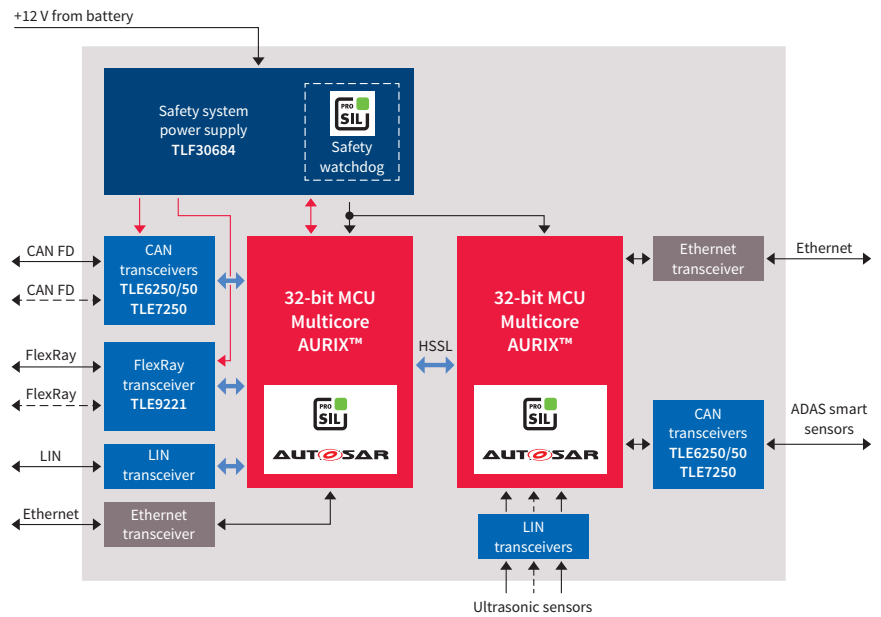 +12 V from battery
Safety system
power supply
TLF30684
PRO
SIL
Safety
watchdog
CAN FD
CAN FD
CAN
transceivers
TLE6250/50
TLE7250
FlexRay
FlexRay
FlexRay
transceiver
TLE9221
LIN
LIN
transceiver
Ethernet
Ethernet
transceiver
32-bit MCU
Multicore
AURIX™
PRO
SIL
AUTOSAR
HSSL
32-bit MCU
Multicore
AURIX™
PRO
SIL
AUTOSAR
Ethernet
transceiver
Ethernet
CAN
transceivers
TLE6250/50
TLE7250
ADAS smart
sensors
LIN
transceivers
Ultrasonic sensors